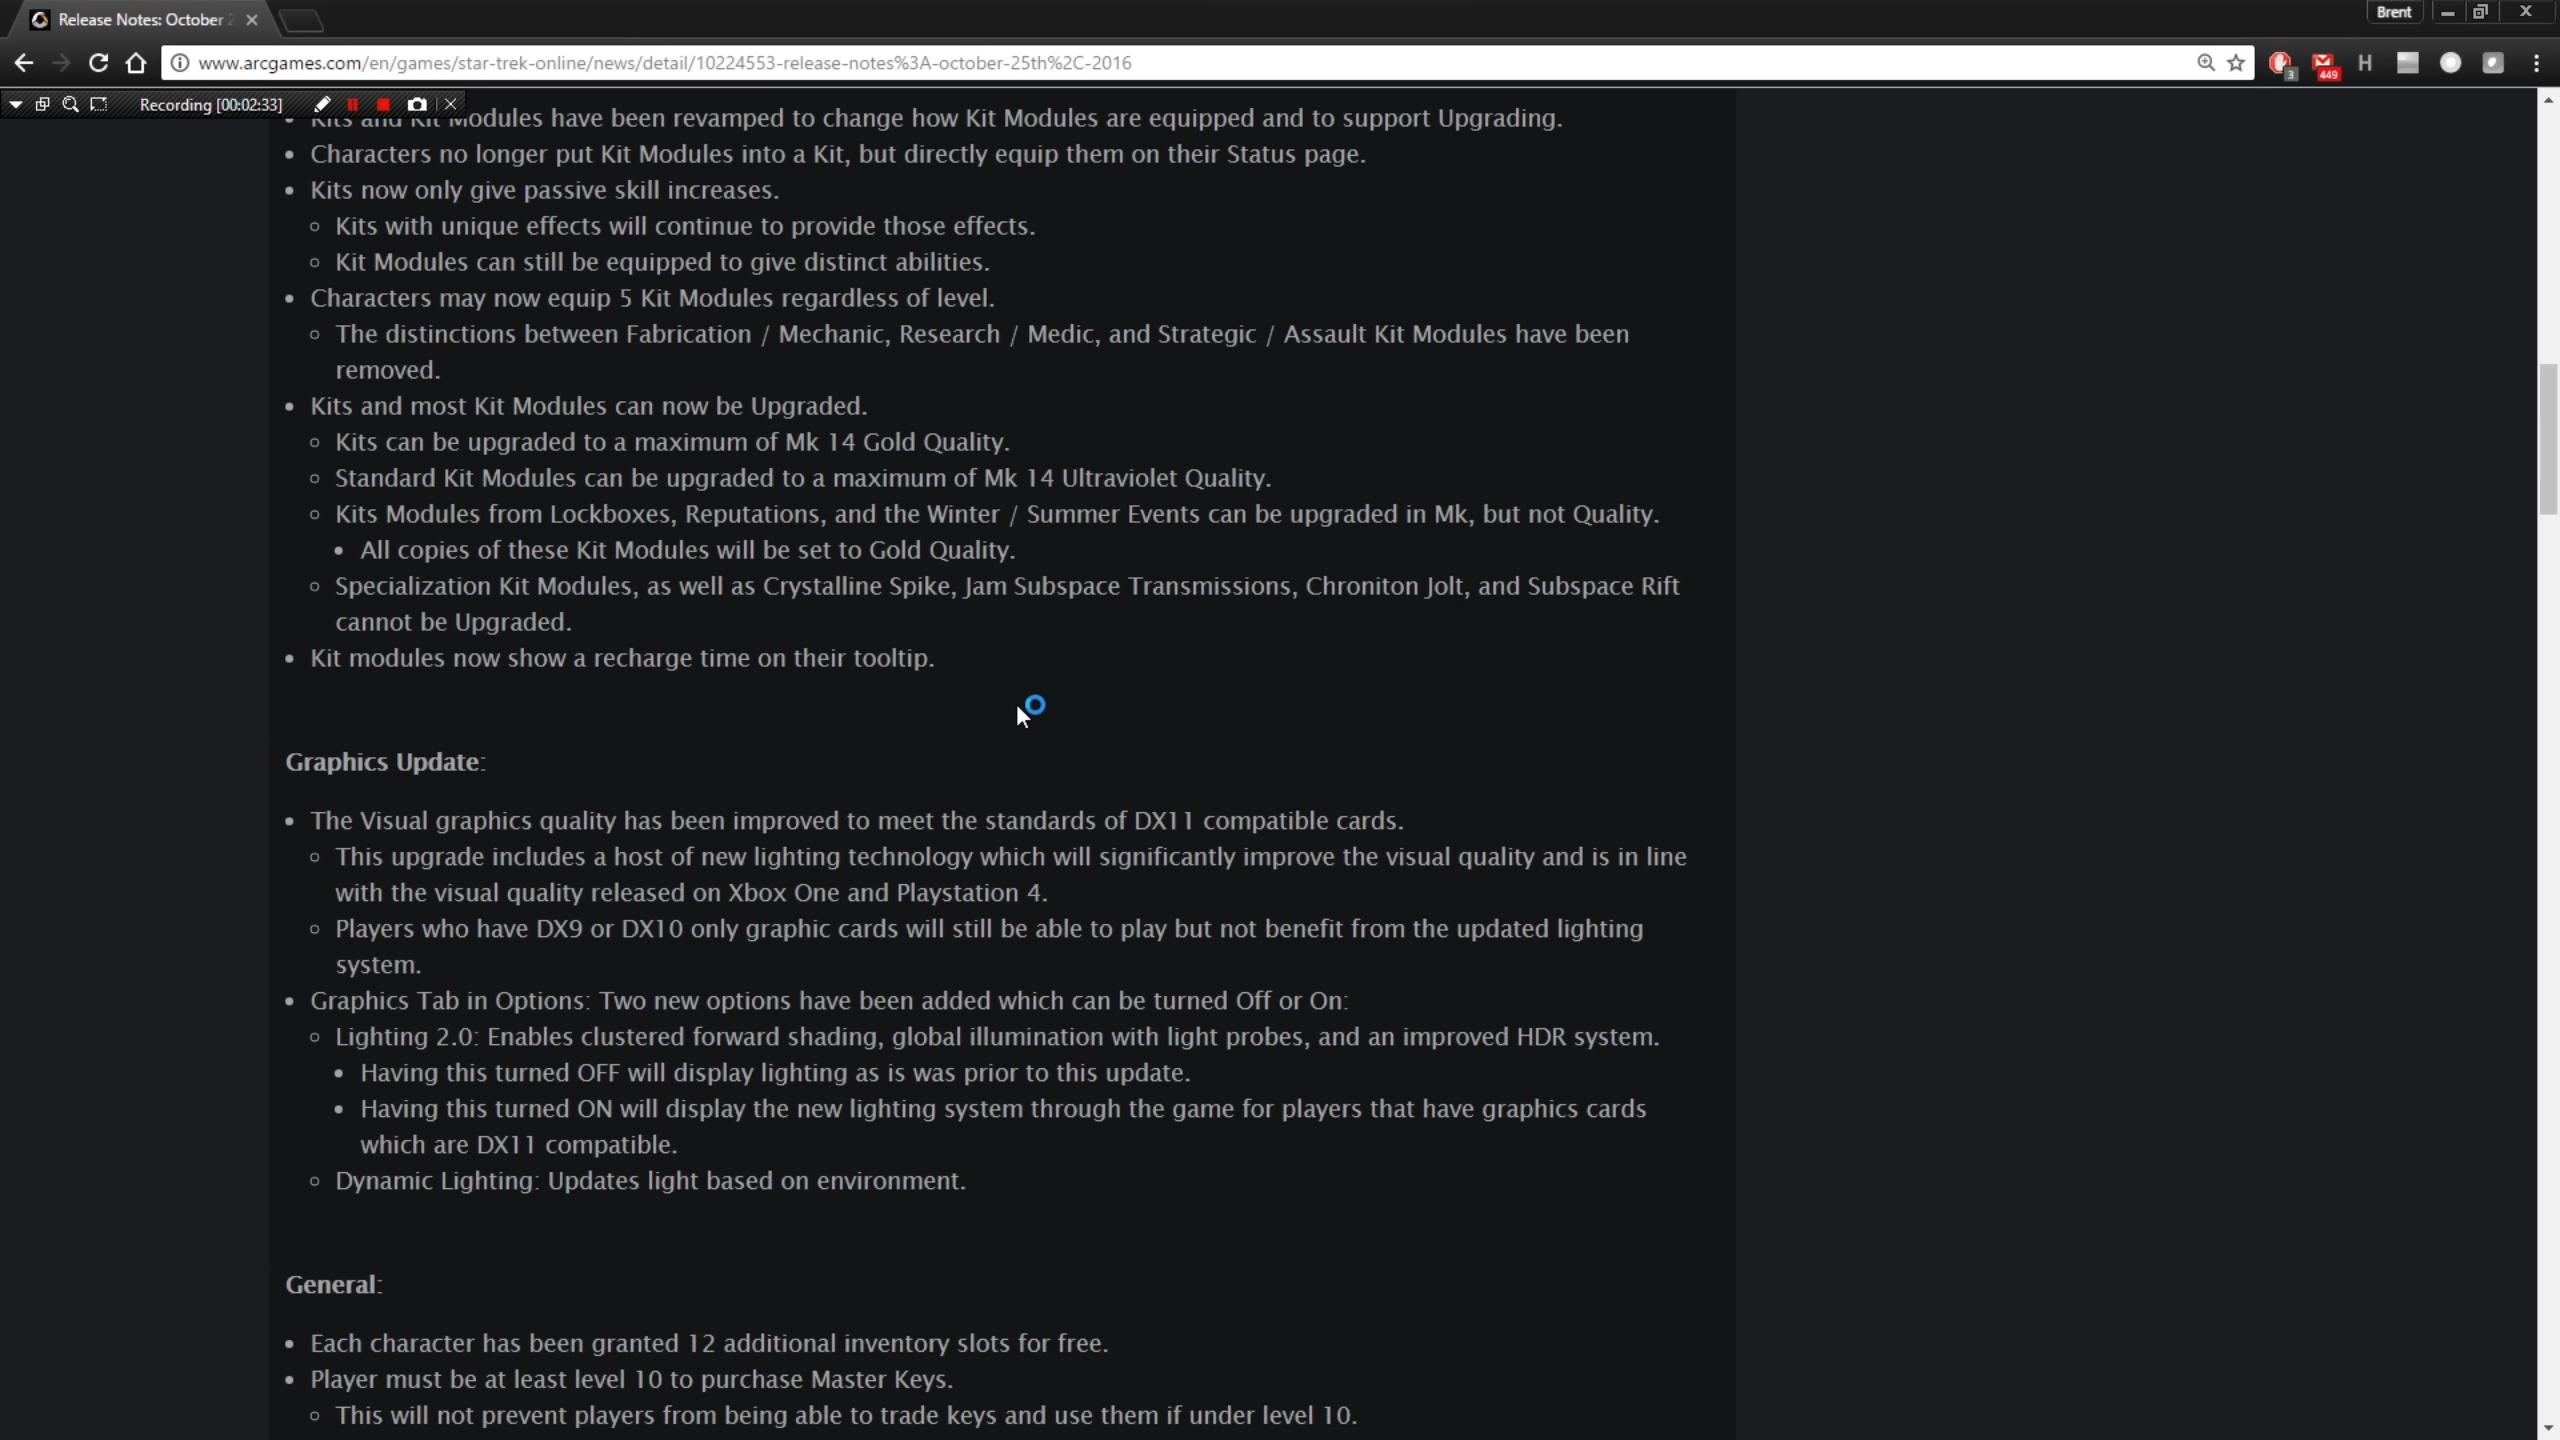 Release Notes: October 2
Brent
www.arcgames.com/en/games/star-trek-online/news/detail/10224553-release-notes%3A-october-25th%2C-2016
3
449
H
Recording [00:02:33]
• Kits and Kit Modules have been revamped to change how Kit Modules are equipped and to support Upgrading.
• Characters no longer put Kit Modules into a Kit, but directly equip them on their Status page.
• Kits now only give passive skill increases.
◦ Kits with unique effects will continue to provide those effects.
◦ Kit Modules can still be equipped to give distinct abilities.
• Characters may now equip 5 Kit Modules regardless of level.
◦ The distinctions between Fabrication / Mechanic, Research / Medic, and Strategic / Assault Kit Modules have been
removed.
• Kits and most Kit Modules can now be Upgraded.
◦ Kits can be upgraded to a maximum of Mk 14 Gold Quality.
◦ Standard Kit Modules can be upgraded to a maximum of Mk 14 Ultraviolet Quality.
◦ Kits Modules from Lockboxes, Reputations, and the Winter / Summer Events can be upgraded in Mk, but not Quality.
• All copies of these Kit Modules will be set to Gold Quality.
◦ Specialization Kit Modules, as well as Crystalline Spike, Jam Subspace Transmissions, Chroniton Jolt, and Subspace Rift
cannot be Upgraded.
• Kit modules now show a recharge time on their tooltip.
Graphics Update:
• The Visual graphics quality has been improved to meet the standards of DX11 compatible cards.
◦ This upgrade includes a host of new lighting technology which will significantly improve the visual quality and is in line
with the visual quality released on Xbox One and Playstation 4.
◦ Players who have DX9 or DX10 only graphic cards will still be able to play but not benefit from the updated lighting
system.
• Graphics Tab in Options: Two new options have been added which can be turned Off or On:
◦ Lighting 2.0: Enables clustered forward shading, global illumination with light probes, and an improved HDR system.
• Having this turned OFF will display lighting as is was prior to this update.
• Having this turned ON will display the new lighting system through the game for players that have graphics cards
which are DX11 compatible.
◦ Dynamic Lighting: Updates light based on environment.
General:
• Each character has been granted 12 additional inventory slots for free.
• Player must be at least level 10 to purchase Master Keys.
◦ This will not prevent players from being able to trade keys and use them if under level 10.